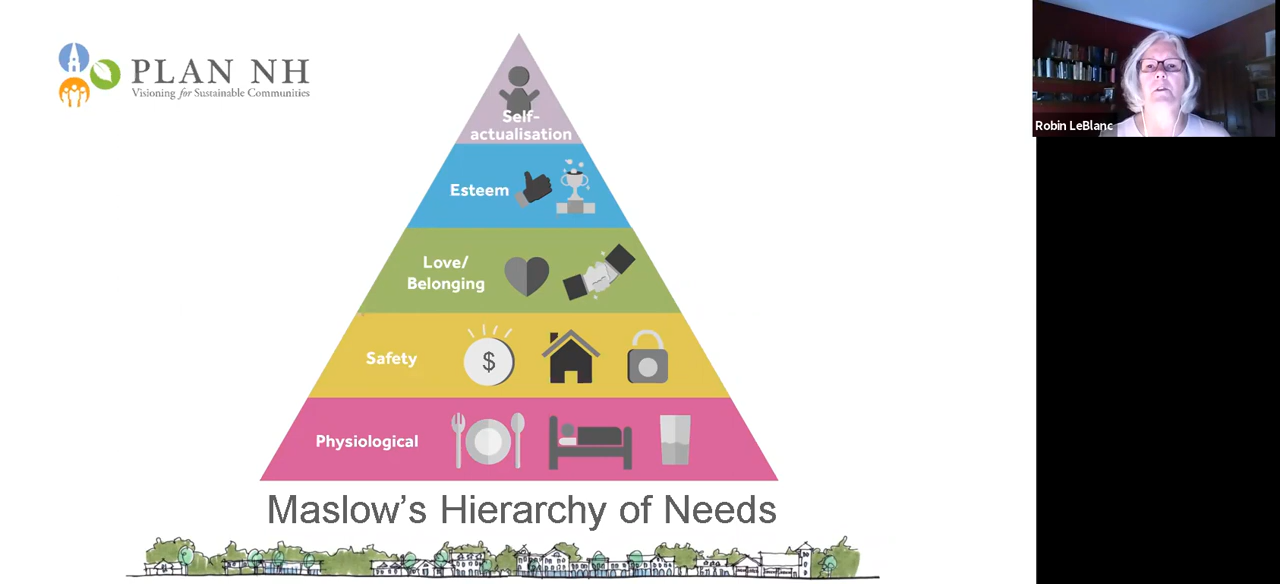 PLAN NH
Visioning for Sustainable Communities
Self-
actualisation
Esteem
Love/
Belonging
Safety
$
Physiological
Maslow's Hierarchy of Needs
Robin LeBlanc